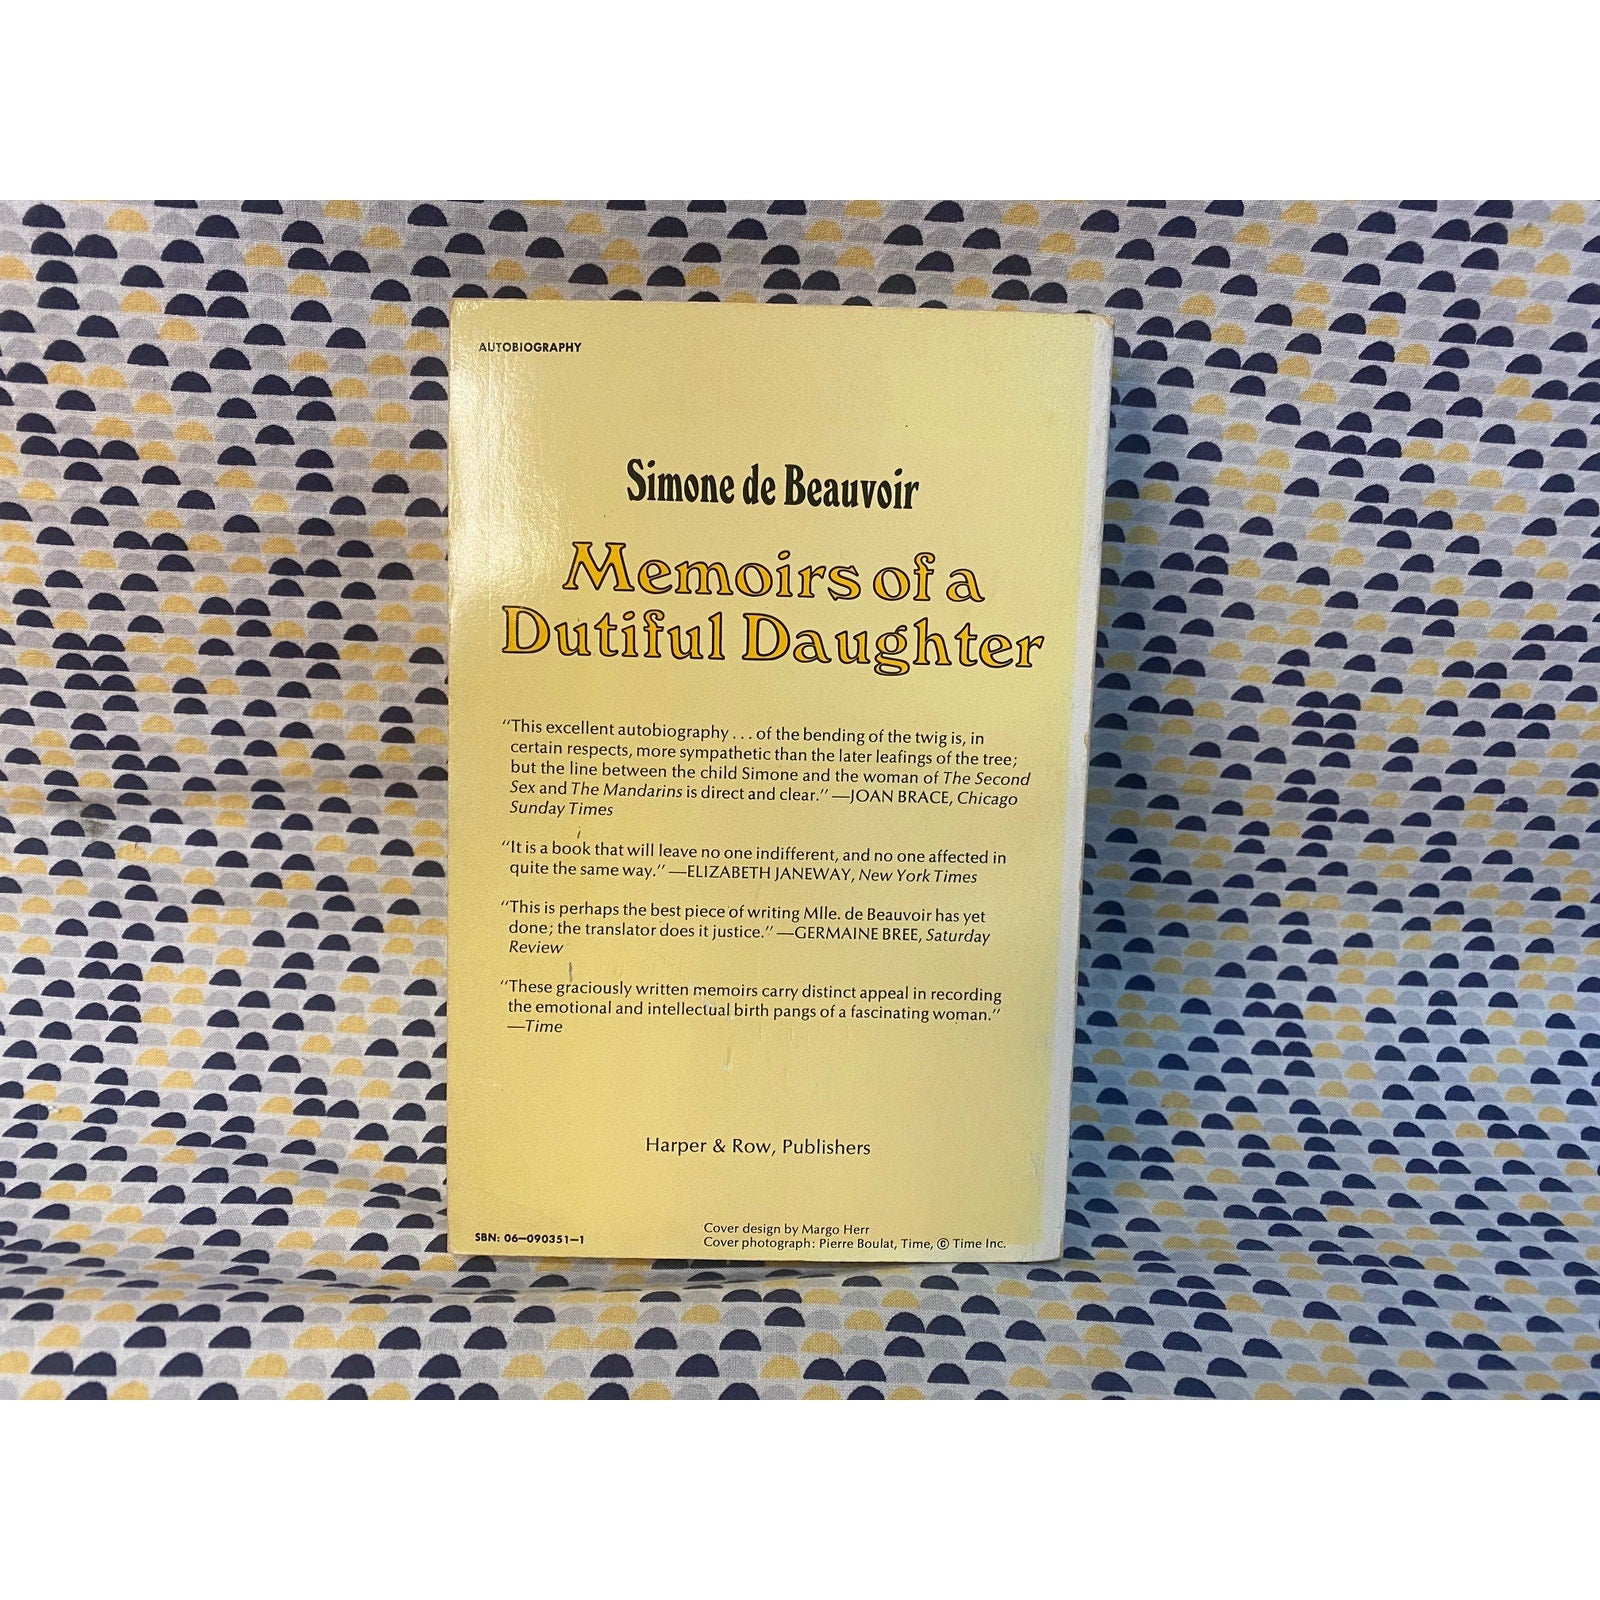 AUTOBIOGRAPHY
Simone de Beauvoir
Memoirs of a
Dutiful Daughter
“This excellent autobiography . . . of the bending of the twig is, in
certain respects, more sympathetic than the later leafings of the tree;
but the line between the child Simone and the woman of The Second
Sex and The Mandarins is direct and clear.” —JOAN BRACE, Chicago
Sunday Times
“It is a book that will leave no one indifferent, and no one affected in
quite the same way.” —ELIZABETH JANEWAY, New York Times
“This is perhaps the best piece of writing Mlle. de Beauvoir has yet
done; the translator does it justice.” —GERMAINE BREE, Saturday
Review
“These graciously written memoirs carry distinct appeal in recording
the emotional and intellectual birth pangs of a fascinating woman.”
—Time
Harper & Row, Publishers
Cover design by Margo Herr
SBN: 06—090351—1
Cover photograph: Pierre Boulat, Time, © Time Inc.